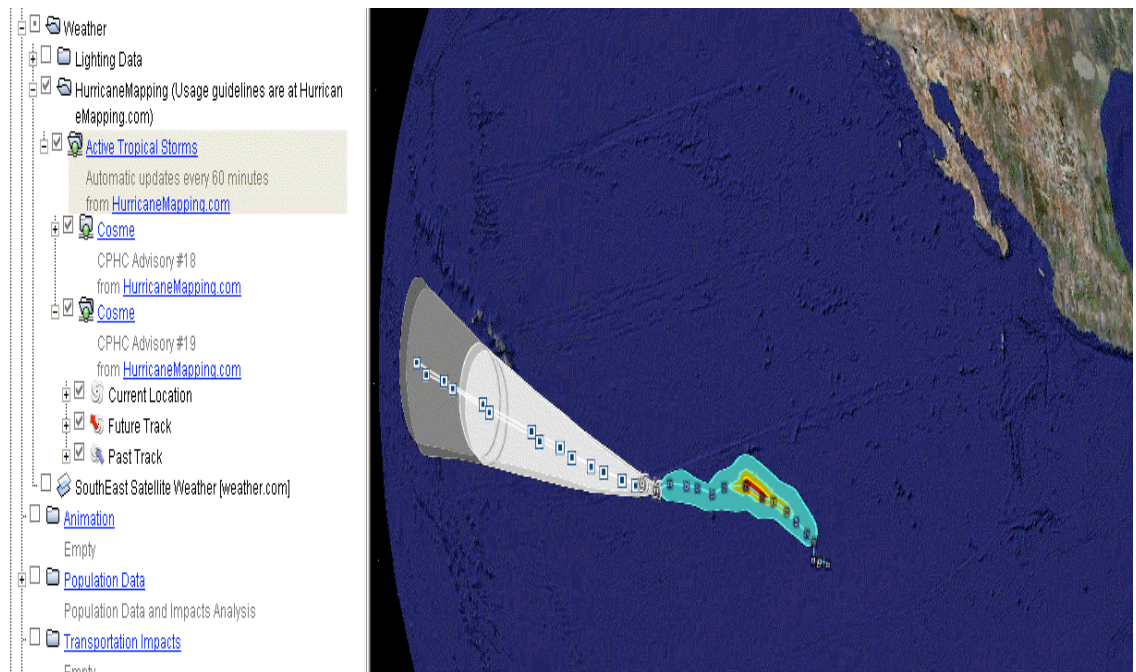 Weather
Lighting Data
HurricaneMapping (Usage guidelines are at Hurrican
eMapping.com)
Active Tropical Storms
Automatic updates every 60 minutes
from HurricaneMapping.com
Cosme
CPHC Advisory #18
from HurricaneMapping.com
Cosme
CPHC Advisory #19
from HurricaneMapping.com
Current Location
Future Track
Past Track
SouthEast Satellite Weather [weather.com]
Animation
Empty
Population Data
Population Data and Impacts Analysis
Transportation Impacts
Empty